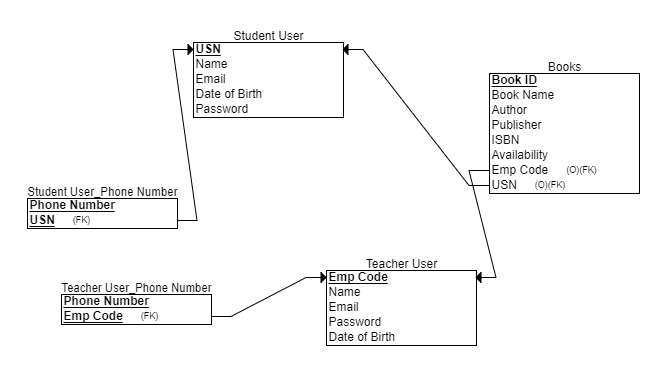 Student User
USN
Name
Email
Date of Birth
Password
Books
Book ID
Book Name
Author
Publisher
ISBN
Availability
Emp Code (O)(FK)
USN (O)(FK)
Student User_Phone Number
Phone Number
USN (FK)
Teacher User
Emp Code
Name
Email
Password
Date of Birth
Teacher User_Phone Number
Phone Number
Emp Code (FK)